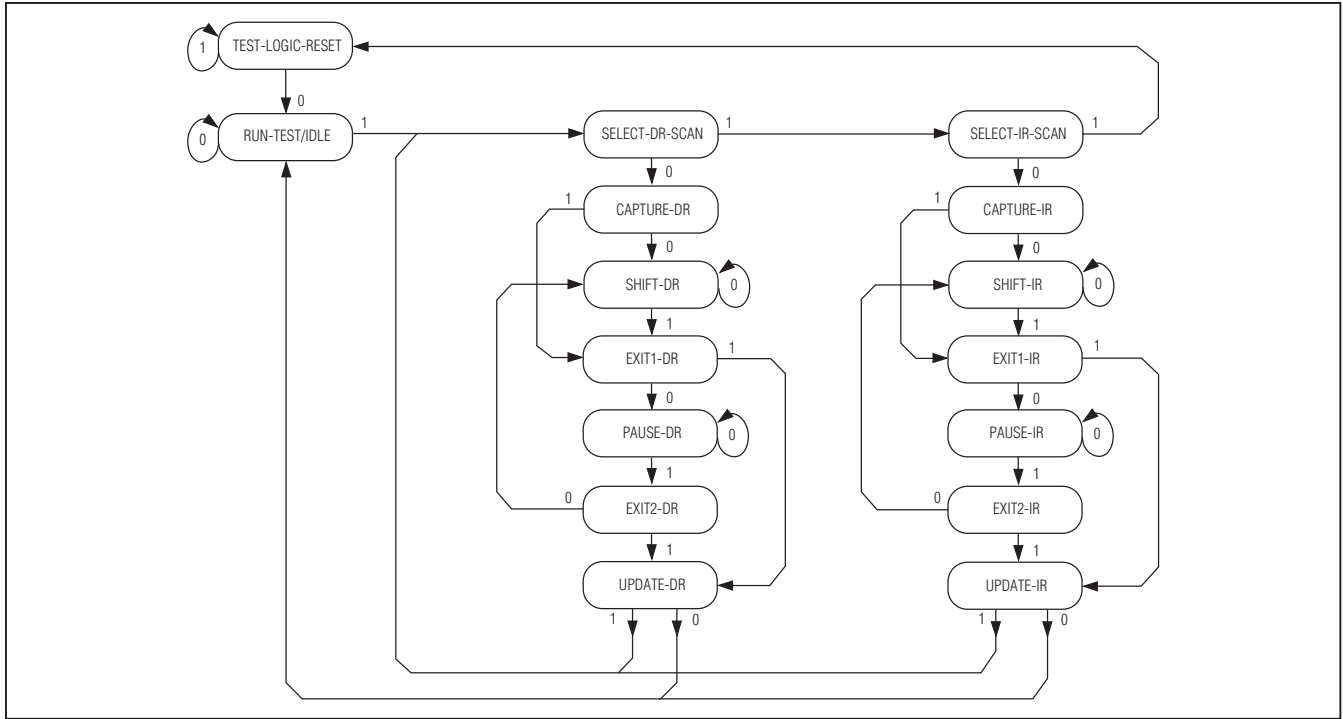 1
TEST-LOGIC-RESET
0
0
RUN-TEST/IDLE
1
SELECT-DR-SCAN
1
SELECT-IR-SCAN
1
0
0
1
CAPTURE-DR
1
CAPTURE-IR
0
0
SHIFT-DR
0
SHIFT-IR
0
1
1
EXIT1-DR
1
EXIT1-IR
1
0
0
PAUSE-DR
0
PAUSE-IR
0
1
1
0
EXIT2-DR
0
EXIT2-IR
1
1
UPDATE-DR
UPDATE-IR
1
0
1
0